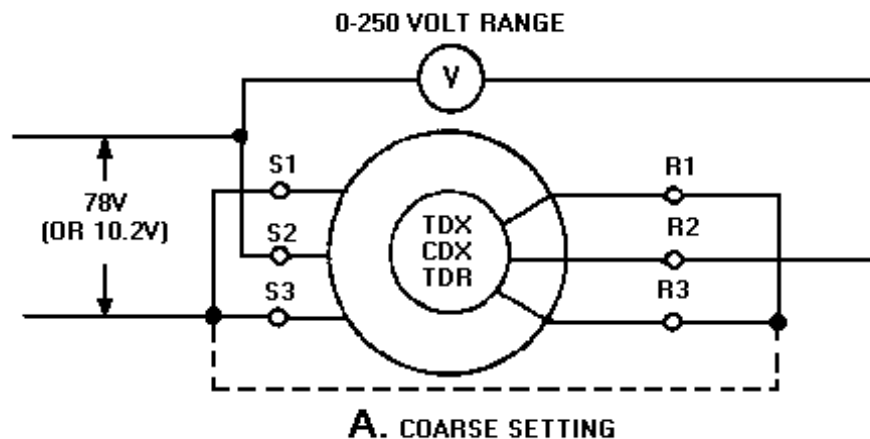 0-250 VOLT RANGE
V
S1
R1
78V
(OR 10.2V)
TDX
S2
R2
CDX
TDR
S3
R3
A. COARSE SETTING